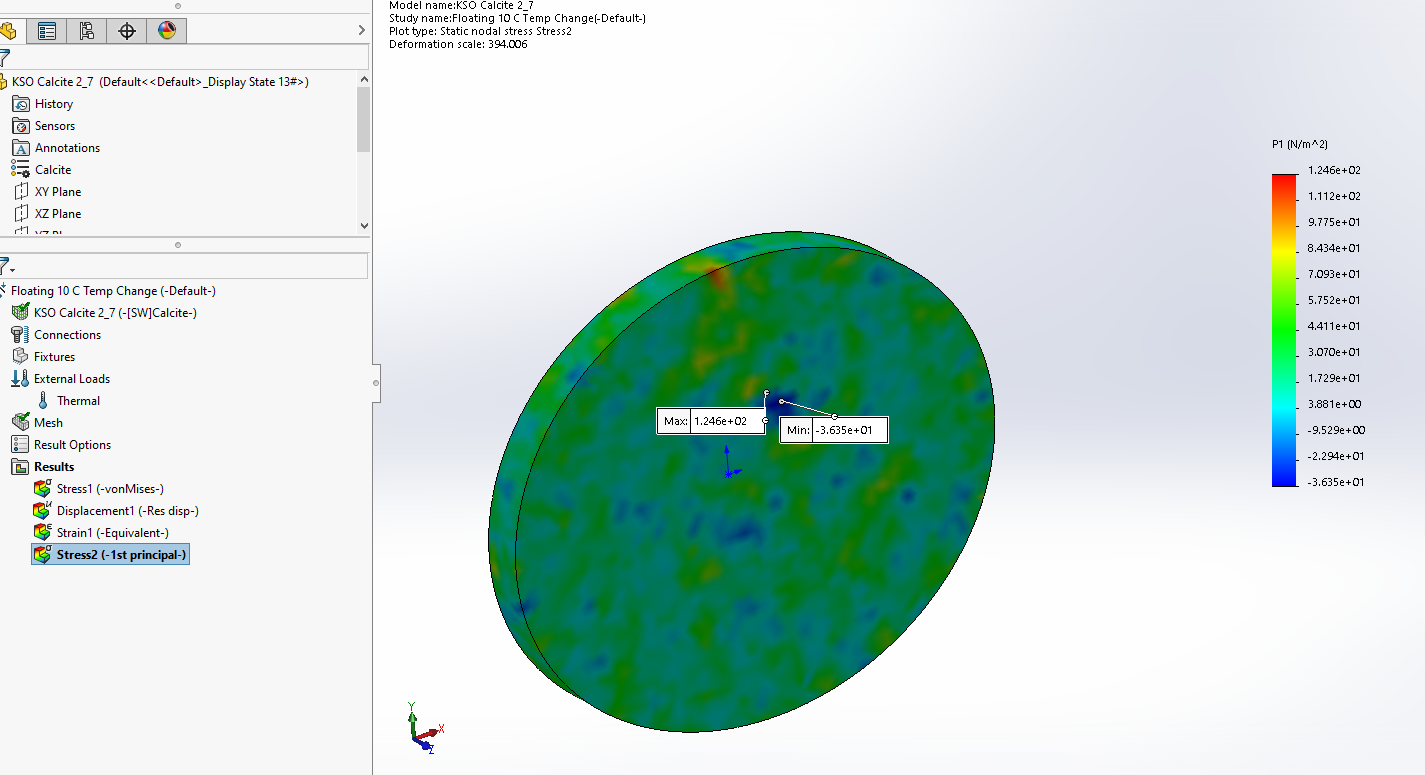 Model name:KSO Calcite 2_7
Study name:Floating 10 C Temp Change(-Default-)
Plot type: Static nodal stress Stress2
Deformation scale: 394.006
KSO Calcite 2_7 (Default<<Default>_Display State 13#>)
History
Sensors
Annotations
Calcite
XY Plane
XZ Plane
Floating 10 C Temp Change (-Default-)
KSO Calcite 2_7 (-[SW]Calcite-)
Connections
Fixtures
External Loads
Thermal
Mesh
Result Options
Results
Stress1 (-vonMises-)
Displacement1 (-Res disp-)
Strain1 (-Equivalent-)
Stress2 (-1st principal-)
Max: 1.246e+02
Min: -3.635e+01
P1 (N/m^2)
1.246e+02
1.112e+02
9.775e+01
8.434e+01
7.093e+01
5.752e+01
4.411e+01
3.070e+01
1.729e+01
3.881e+00
-9.529e+00
-2.294e+01
-3.635e+01
Y
X
Z